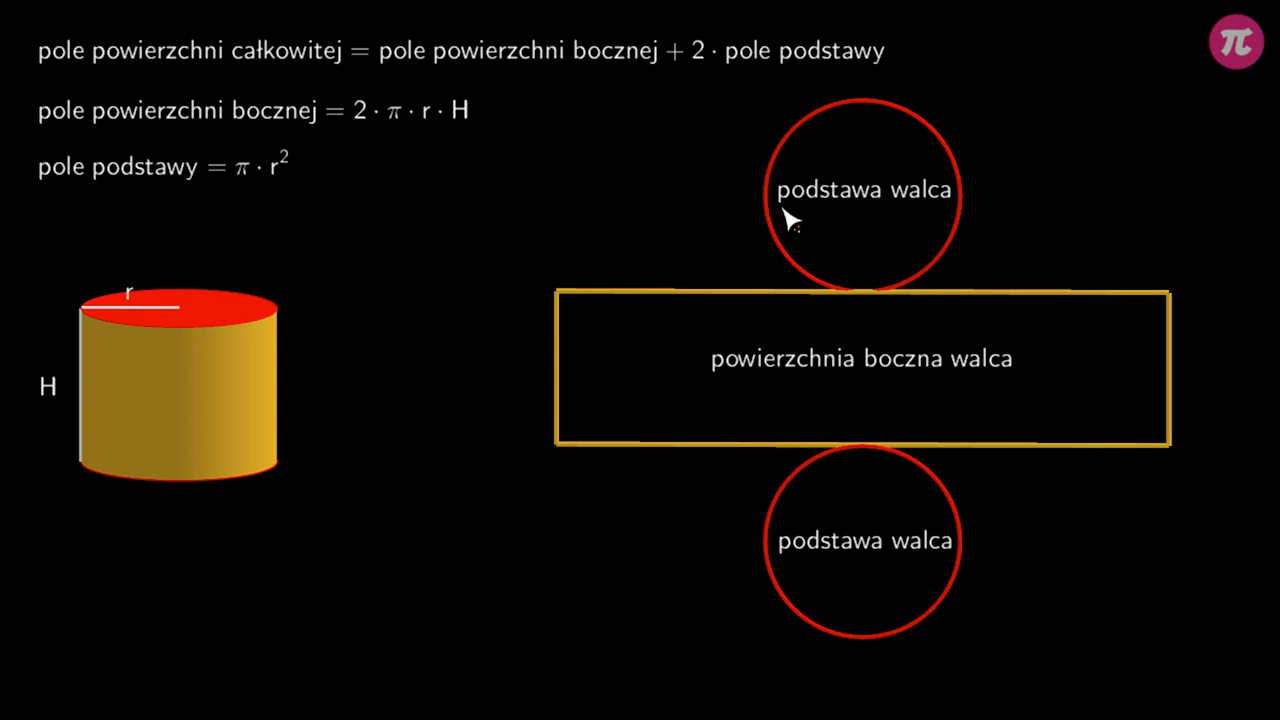 pole powierzchni całkowitej = pole powierzchni bocznej + 2 · pole podstawy
pole powierzchni bocznej = 2 · π · r · H
pole podstawy = π · r²
π
podstawa walca
r
H
powierzchnia boczna walca
podstawa walca